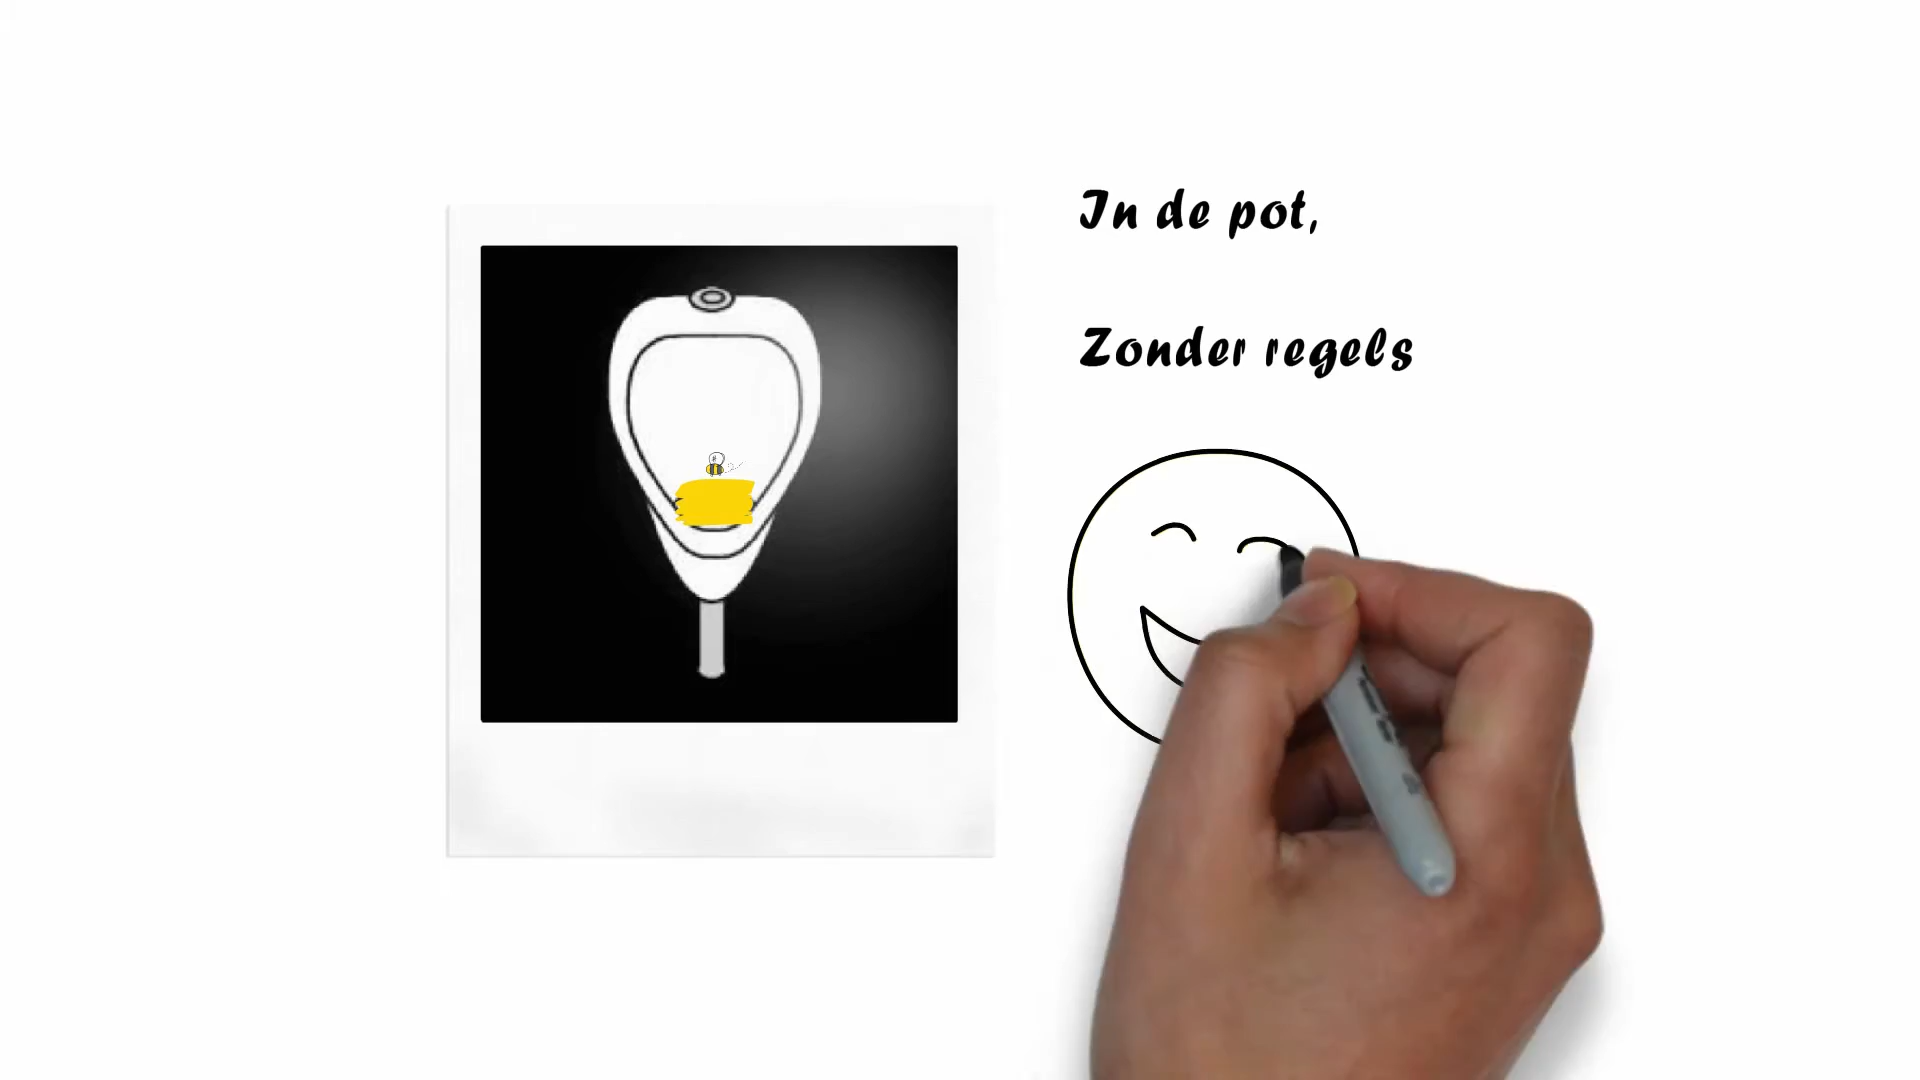 In de pot,
Zonder regels